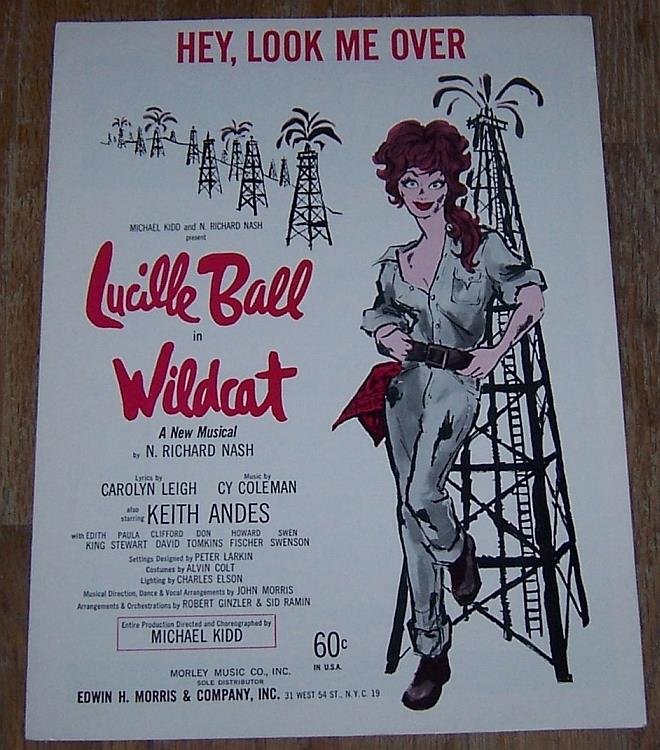 HEY, LOOK ME OVER
MICHAEL KIDD and N. RICHARD NASH
present
Lucille Ball
in
Wildcat
A New Musical
by N. RICHARD NASH
Lyrics by Music by
CAROLYN LEIGH CY COLEMAN
also starring KEITH ANDES
with EDITH KING PAULA STEWART CLIFFORD DAVID DON TOMKINS HOWARD FISCHER SWEN SWENSON
Settings Designed by PETER LARKIN
Costumes by ALVIN COLT
Lighting by CHARLES ELSON
Musical Direction, Dance & Vocal Arrangements by JOHN MORRIS
Arrangements & Orchestrations by ROBERT GINZLER & SID RAMIN
Entire Production Directed and Choreographed by
MICHAEL KIDD
60c
IN U.S.A.
MORLEY MUSIC CO., INC.
SOLE DISTRIBUTOR
EDWIN H. MORRIS & COMPANY, INC. 31 WEST 54 ST., N.Y.C. 19